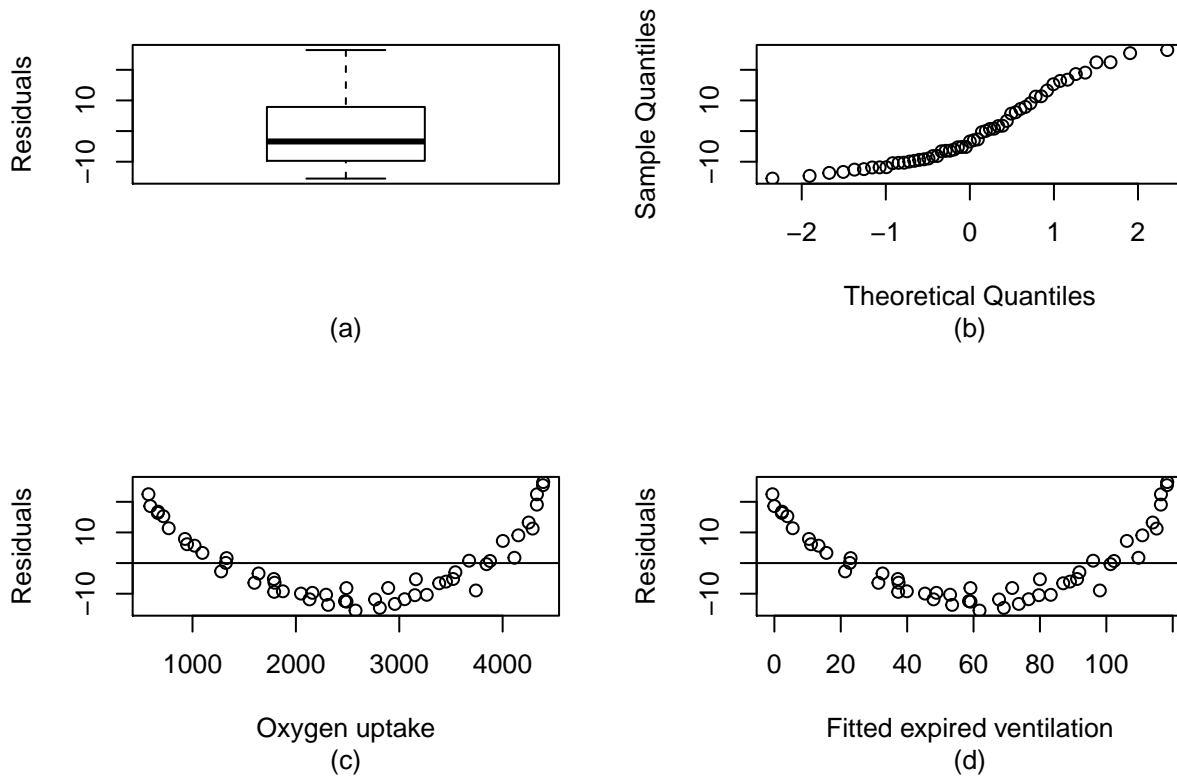 Residuals
10
−10
(a)
Sample Quantiles
10
−10
−2 −1 0 1 2
Theoretical Quantiles
(b)
Residuals
10
−10
1000 2000 3000 4000
Oxygen uptake
(c)
Residuals
10
−10
0 20 40 60 80 100
Fitted expired ventilation
(d)